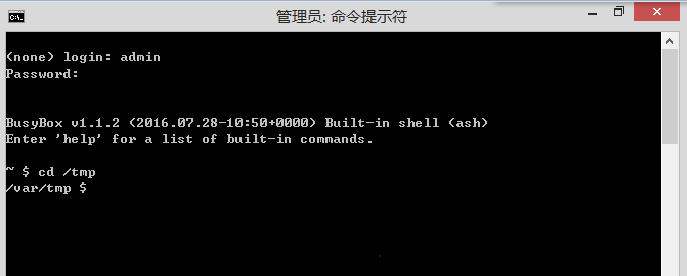 管理员: 命令提示符
(none) login: admin
Password:
BusyBox v1.1.2 (2016.07.28-10:50+0000) Built-in shell (ash)
Enter 'help' for a list of built-in commands.
~ $ cd /tmp
/var/tmp $